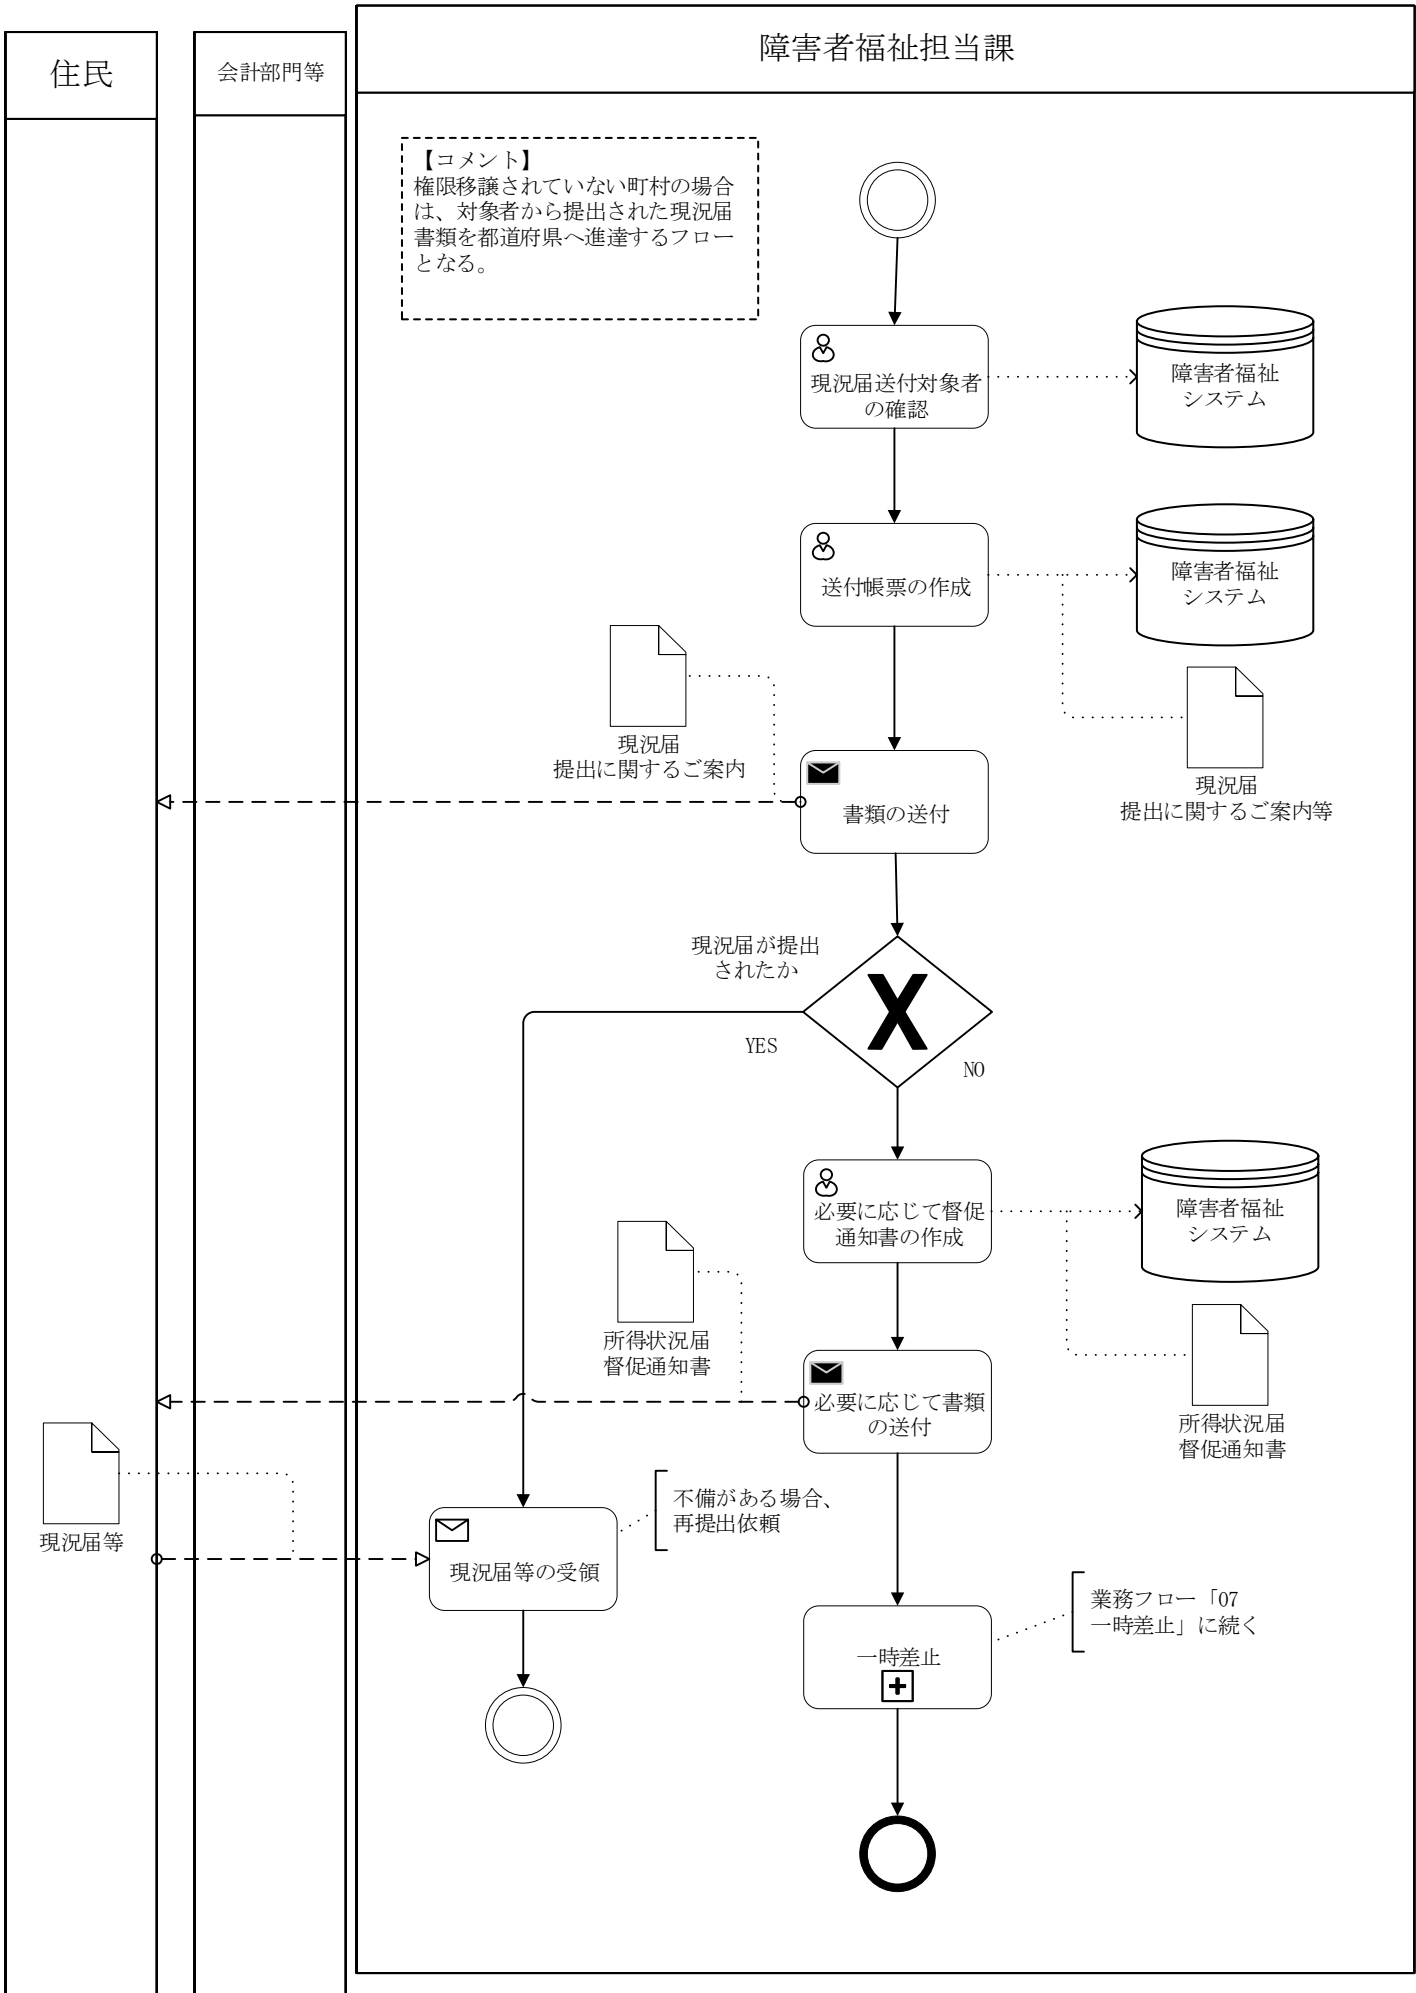 住民
会計部門等
障害者福祉担当課
【コメント】
権限移譲されていない町村の場合
は、対象者から提出された現況届
書類を都道府県へ進達するフロー
となる。
現況届送付対象者
の確認
障害者福祉
システム
送付帳票の作成
障害者福祉
システム
現況届
提出に関するご案内
現況届
提出に関するご案内等
書類の送付
現況届が提出
されたか
YES
NO
必要に応じて督促
通知書の作成
障害者福祉
システム
所得状況届
督促通知書
必要に応じて書類
の送付
所得状況届
督促通知書
現況届等
不備がある場合、
再提出依頼
現況届等の受領
業務フロー「07
一時差止」に続く
一時差止